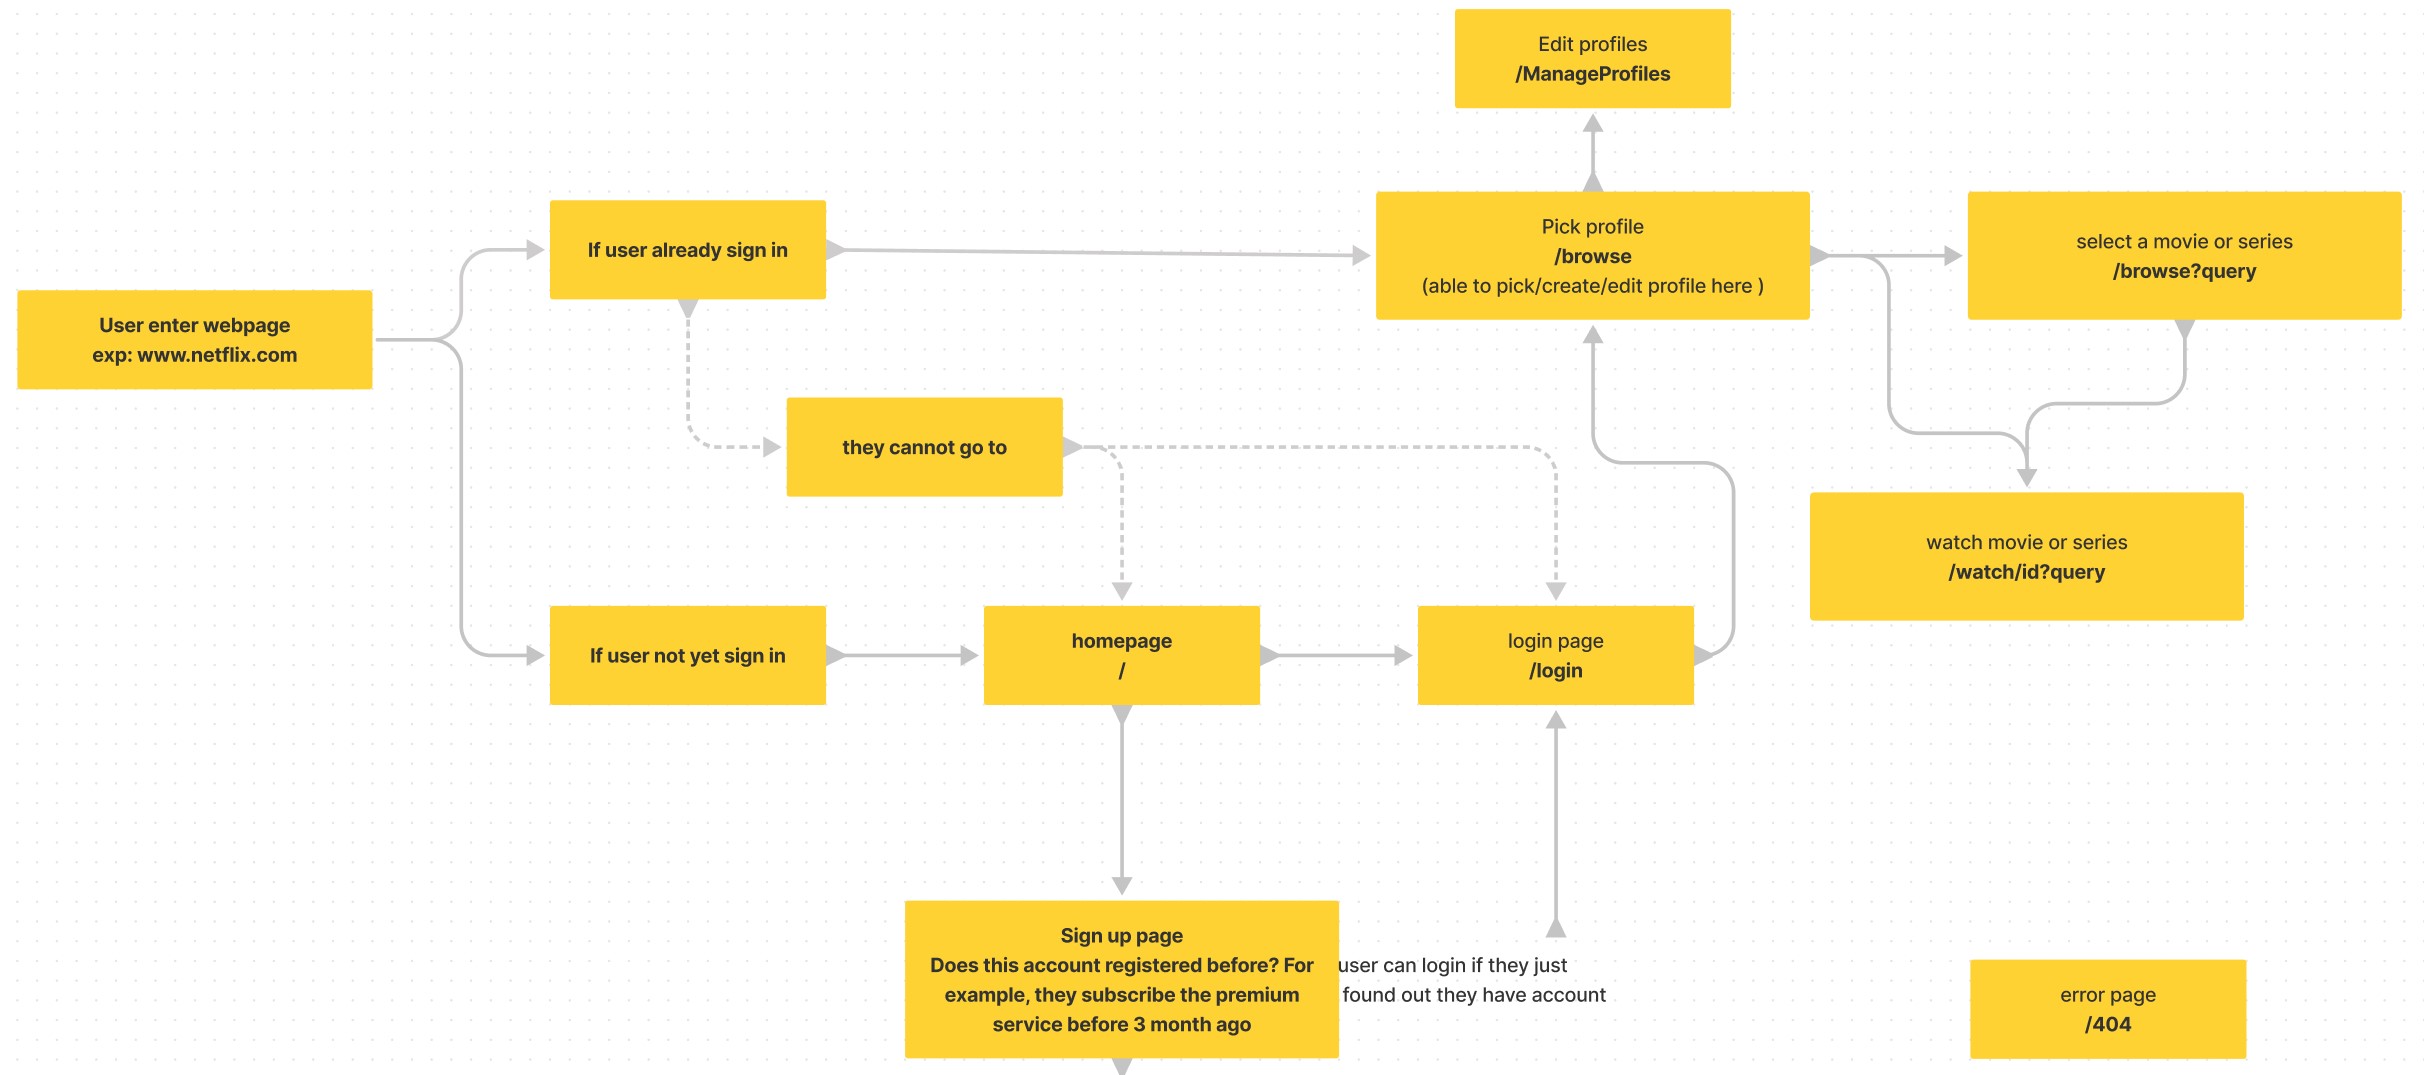 Edit profiles
/ManageProfiles
If user already sign in
Pick profile
/browse
(able to pick/create/edit profile here )
select a movie or series
/browse?query
User enter webpage
exp: www.netflix.com
they cannot go to
watch movie or series
/watch/id?query
If user not yet sign in
homepage
/
login page
/login
Sign up page
Does this account registered before? For
example, they subscribe the premium
service before 3 month ago
user can login if they just
found out they have account
error page
/404